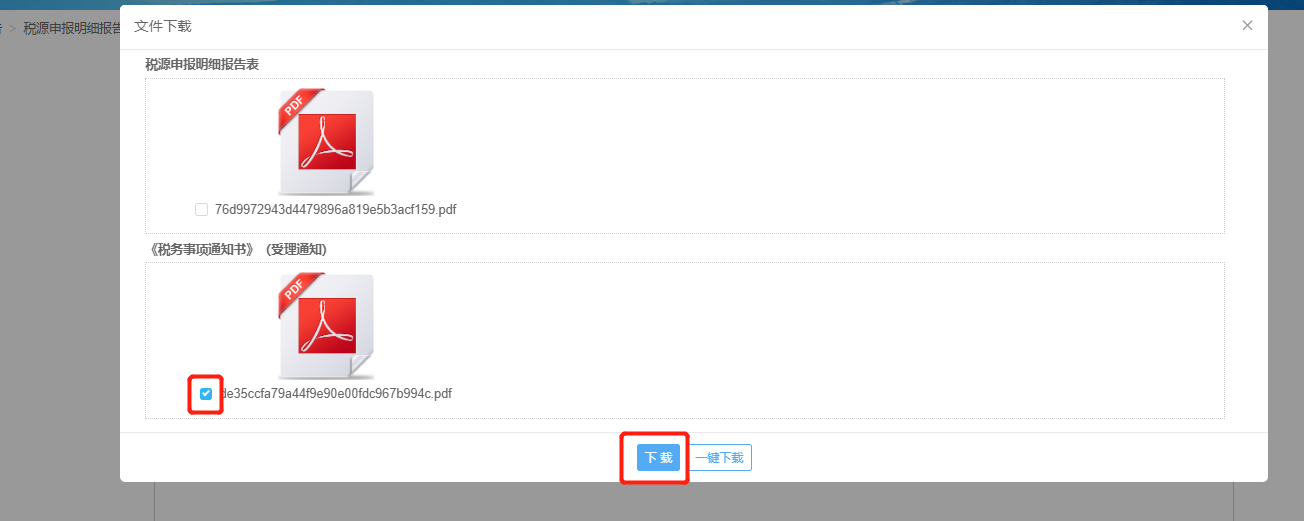 > 税源申报明细报告
文件下载
税源申报明细报告表
PDF
76d9972943d4479896a819e5b3acf159.pdf
《税务事项通知书》（受理通知）
PDF
de35ccfa79a44f9e90e00fdc967b994c.pdf
下 载
一键下载